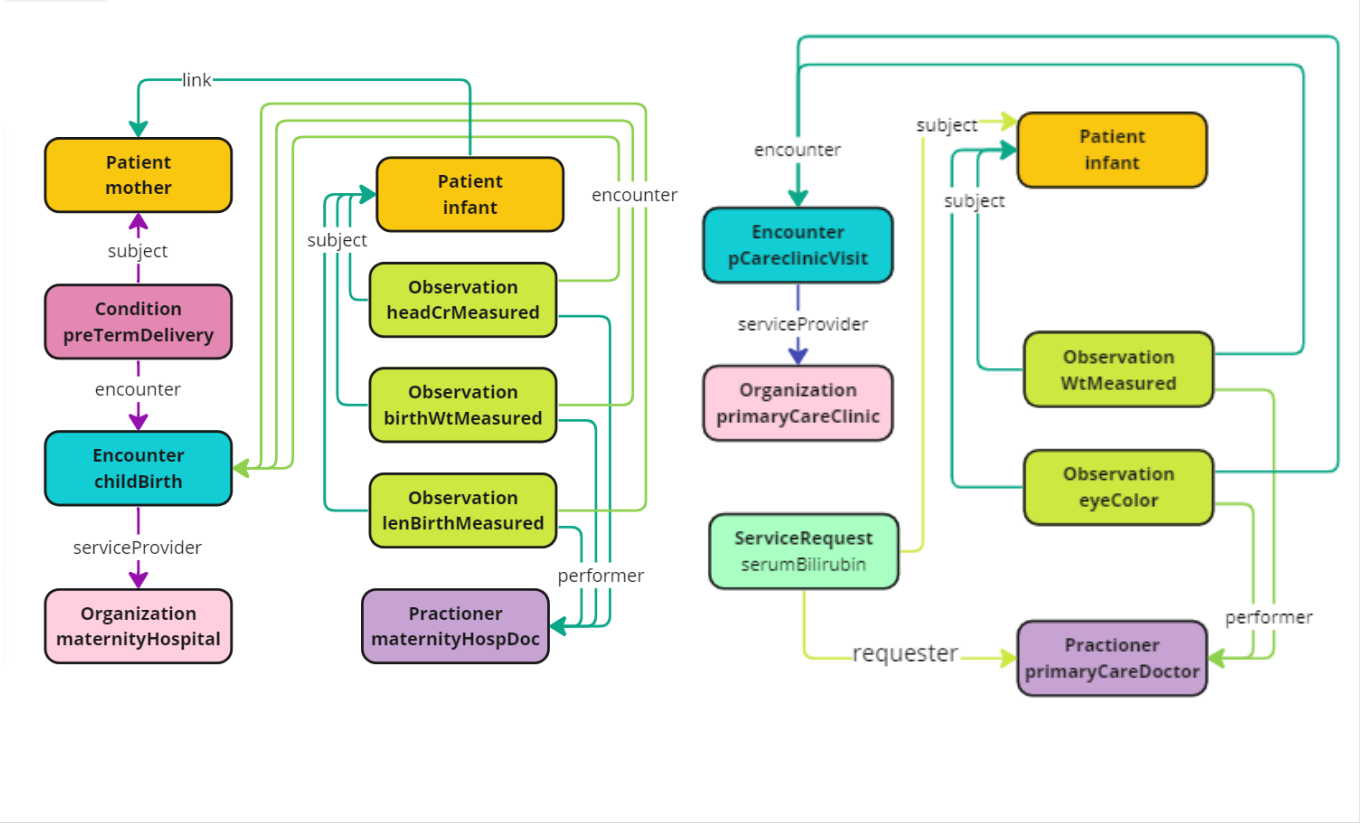 link
Patient
mother
subject
Condition
preTermDelivery
encounter
Encounter
childBirth
serviceProvider
Organization
maternityHospital
Patient
infant
encounter
subject
Observation
headCrMeasured
Observation
birthWtMeasured
Observation
lenBirthMeasured
performer
Practioner
maternityHospDoc
encounter
Encounter
pCareclinicVisit
serviceProvider
Organization
primaryCareClinic
ServiceRequest
serumBilirubin
requester
subject
Patient
infant
subject
Observation
WtMeasured
Observation
eyeColor
performer
Practioner
primaryCareDoctor